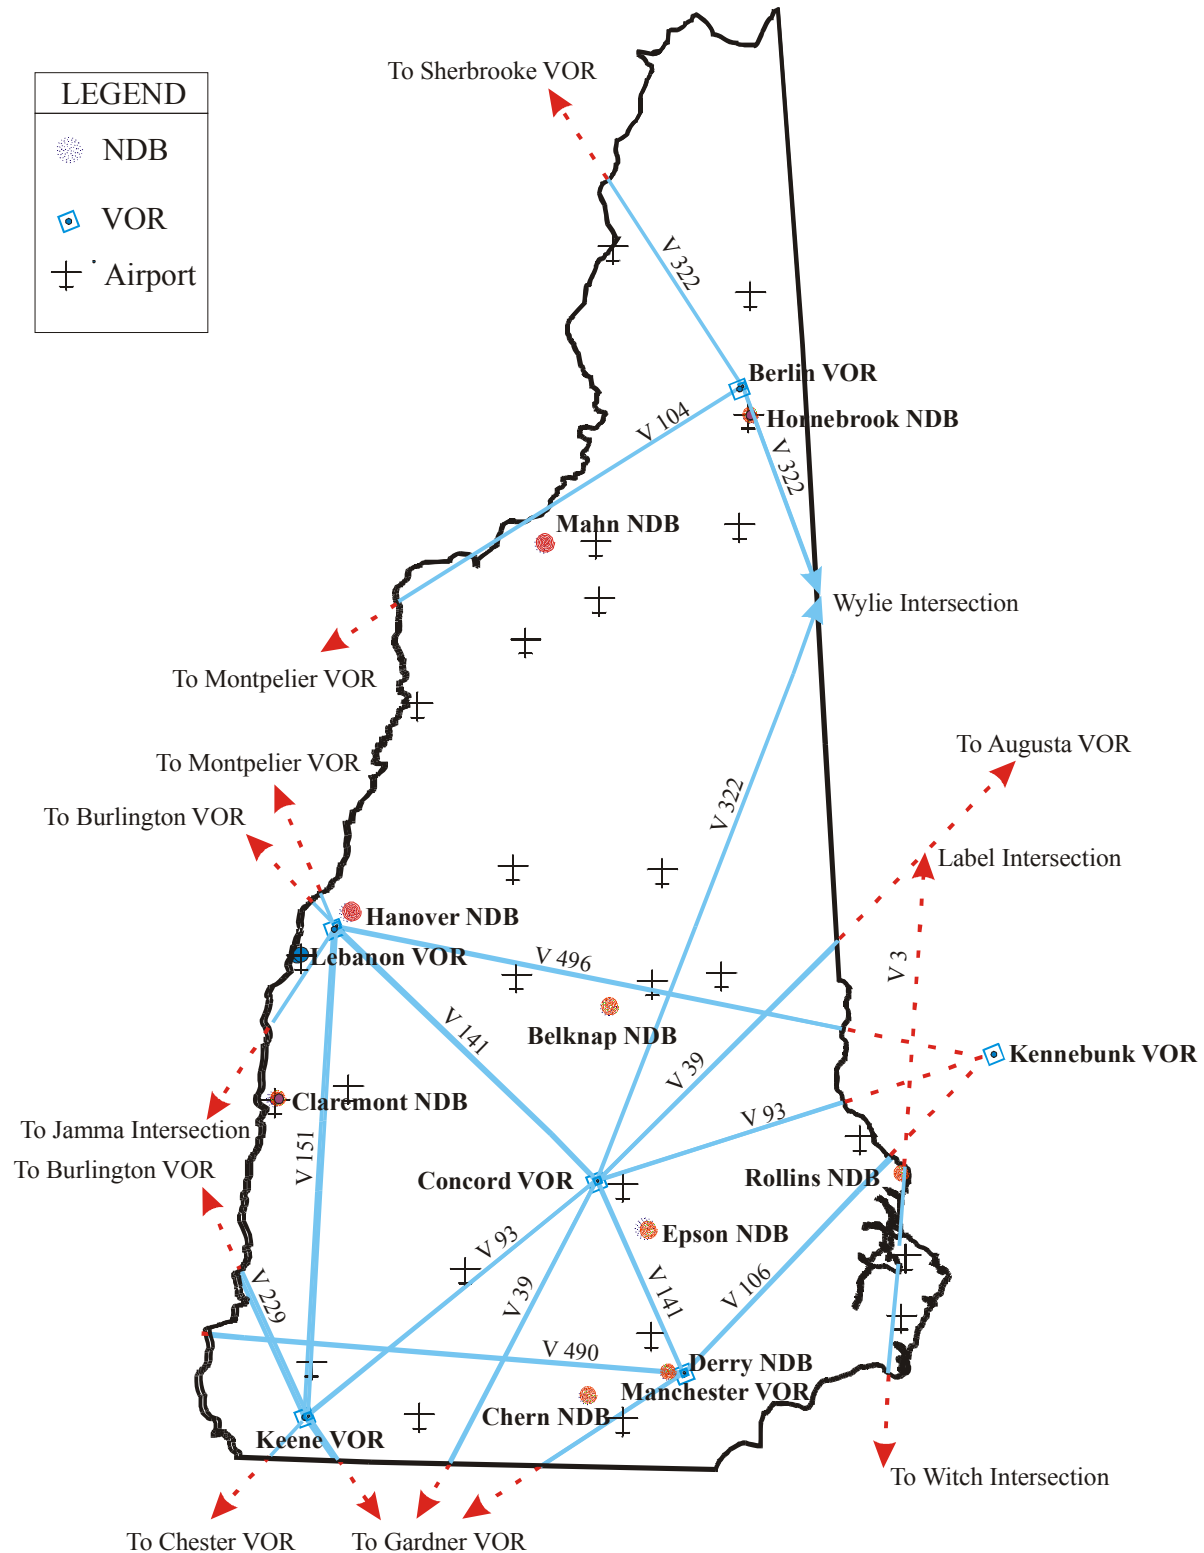 To Sherbrooke VOR
LEGEND
NDB
VOR
Airport
V 322
Berlin VOR
V 104
Hornebrook NDB
V 322
Mahn NDB
Wylie Intersection
To Montpelier VOR
To Augusta VOR
To Montpelier VOR
V 322
To Burlington VOR
Label Intersection
Hanover NDB
Lebanon VOR
V 496
V 3
Belknap NDB
V 141
Kennebunk VOR
V 39
Claremont NDB
V 93
To Jamma Intersection
V 151
To Burlington VOR
Concord VOR
Rollins NDB
Epson NDB
V 93
V 229
V 39
V 141
V 106
V 490
Derry NDB
Manchester VOR
Chern NDB
Keene VOR
To Witch Intersection
To Chester VOR
To Gardner VOR